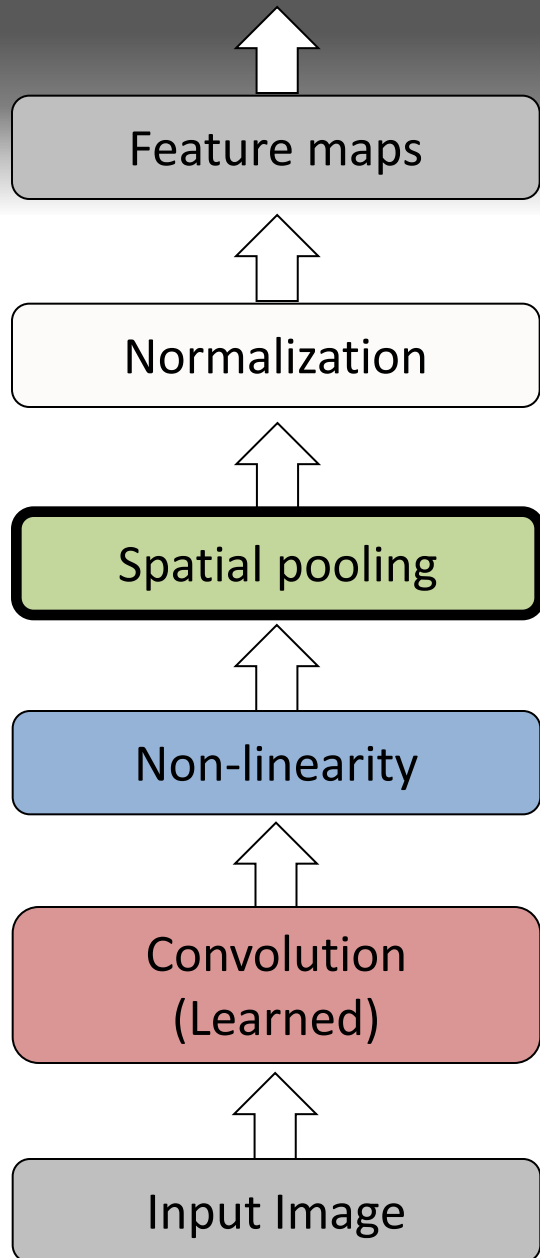 Feature maps
Normalization
Spatial pooling
Non-linearity
Convolution
(Learned)
Input Image